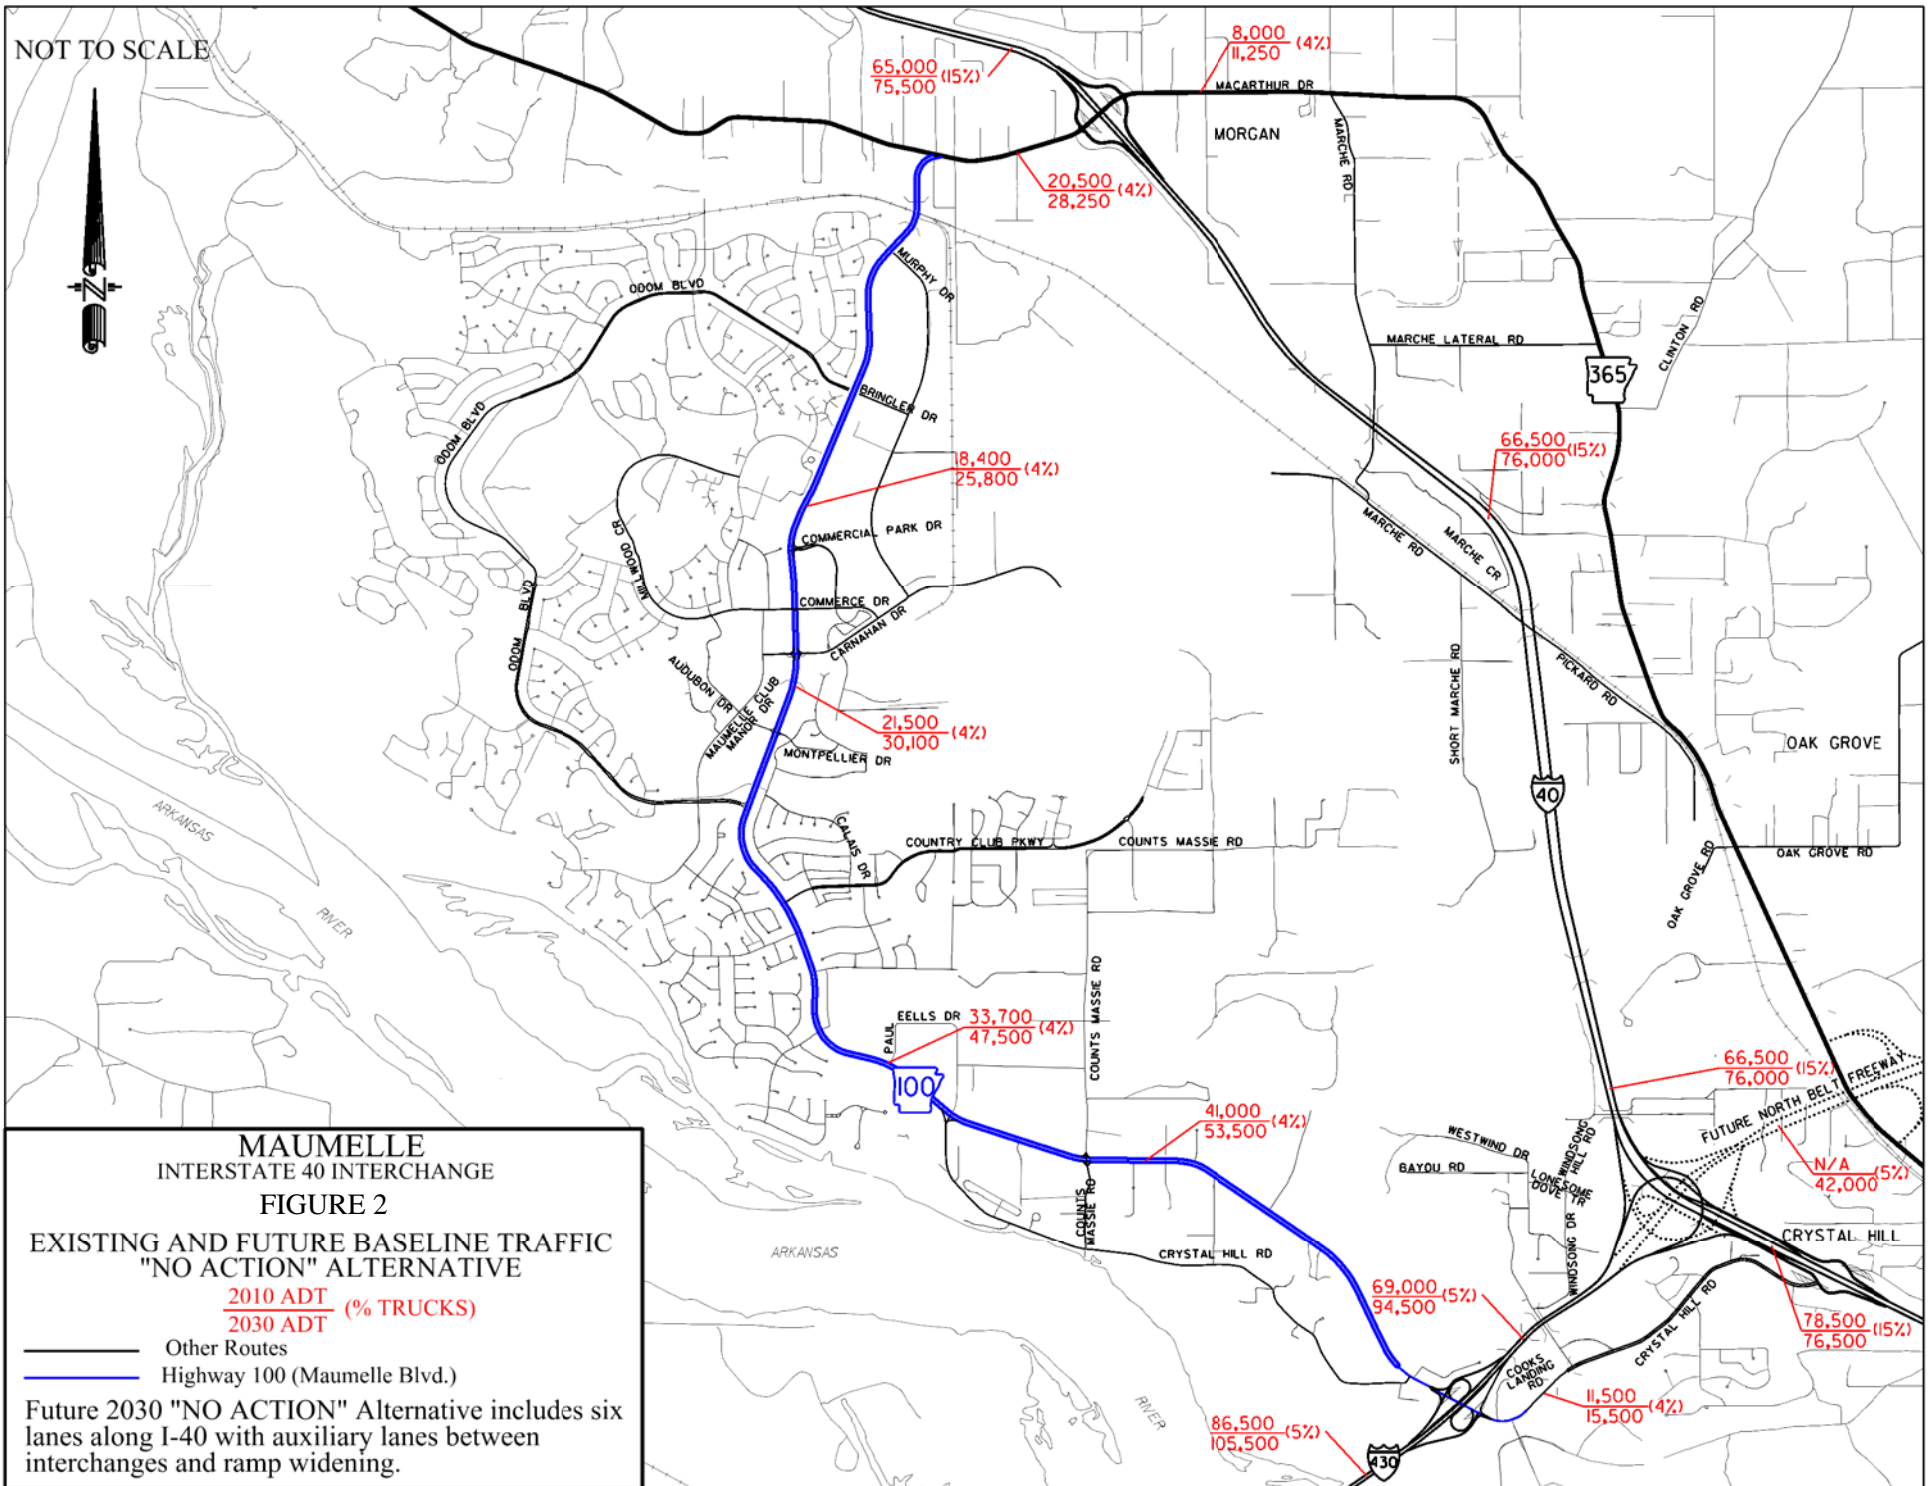 NOT TO SCALE
N
65,000
75,500
(15%)
8,000
11,250
(4%)
MACARTHUR DR
MORGAN
MARCHE RD
20,500
28,250
(4%)
MURPHY DR
ODOM BLVD
MARCHE LATERAL RD
365
CLINTON RD
BRINGLER DR
ODOM BLVD
18,400
25,800
(4%)
66,500
76,000
(15%)
MILLWOOD CR
COMMERCIAL PARK DR
MARCHE RD
MARCHE CR
COMMERCE DR
CARNAHAN DR
ODOM BLVD
AUDUBON DR
MAUMELLE CLUB
MANOR DR
SHORT MARCHE RD
PICKARD RD
21,500
30,100
(4%)
MONTPELLIER DR
OAK GROVE
40
ARKANSAS
RIVER
CALAIS DR
COUNTRY CLUB PKWY
COUNTS MASSIE RD
OAK GROVE RD
OAK GROVE RD
COUNTS MASSIE RD
PAUL
EELLS DR
33,700
47,500
(4%)
100
66,500
76,000
(15%)
FUTURE NORTH BELT FREEWAY
41,000
53,500
(4%)
WESTWIND DR
WINDSONG
HILL RD
BAYOU RD
LONESOME
DOVE TR
N/A
42,000
(5%)
COUNTS
MASSIE RD
WINDSONG DR
CRYSTAL HILL
ARKANSAS
CRYSTAL HILL RD
69,000
94,500
(5%)
CRYSTAL HILL RD
78,500
76,500
(15%)
COOKS
LANDING
RD
11,500
15,500
(4%)
RIVER
86,500
105,500
(5%)
430
MAUMELLE
INTERSTATE 40 INTERCHANGE
FIGURE 2
EXISTING AND FUTURE BASELINE TRAFFIC
"NO ACTION" ALTERNATIVE
2010 ADT
2030 ADT
(% TRUCKS)
Other Routes
Highway 100 (Maumelle Blvd.)
Future 2030 "NO ACTION" Alternative includes six
lanes along I-40 with auxiliary lanes between
interchanges and ramp widening.